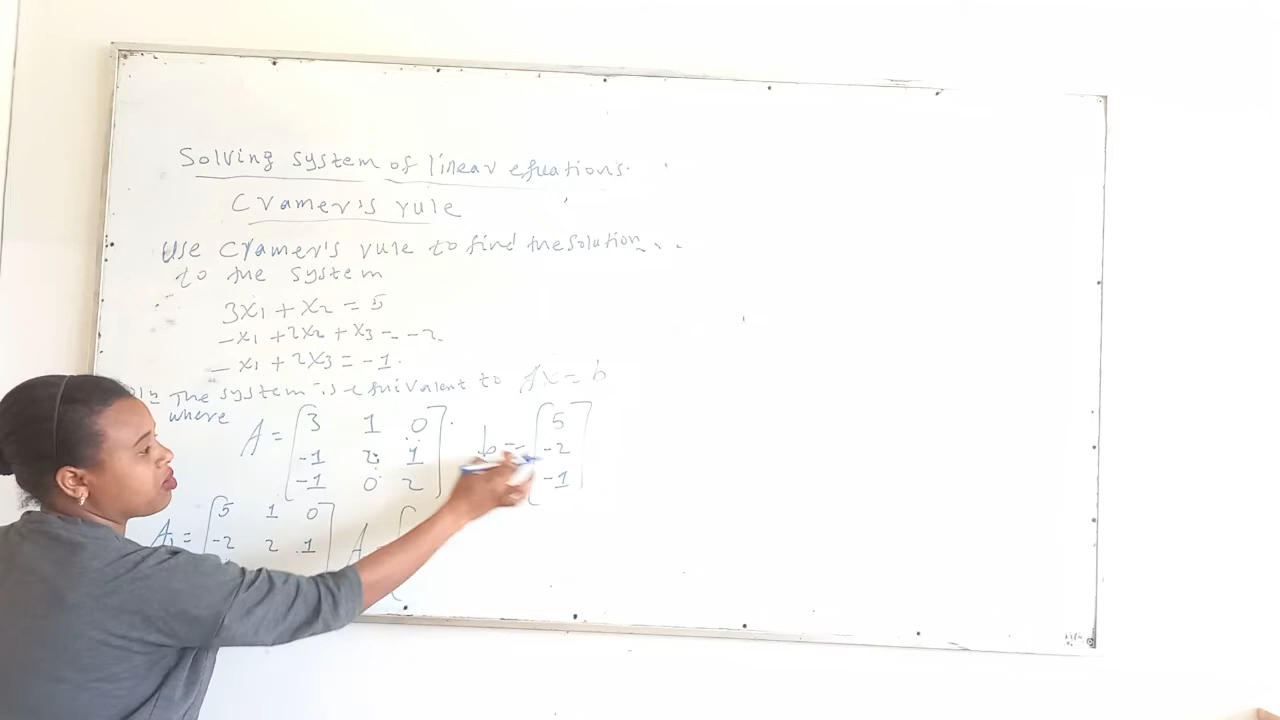 Solving system of linear equations.
Cramer's rule
Use Cramer's rule to find the solution...
to the system
3x₁ + x₂ = 5
-x₁ + 2x₂ + x₃ = -2
-x₁ + 2x₃ = -1.
The system is equivalent to AX = b
where
A = [3 1 0
-1 2 1
-1 0 2]
b = [5
-2
-1]
A₁ = [5 1 0
-2 2 1
A = [